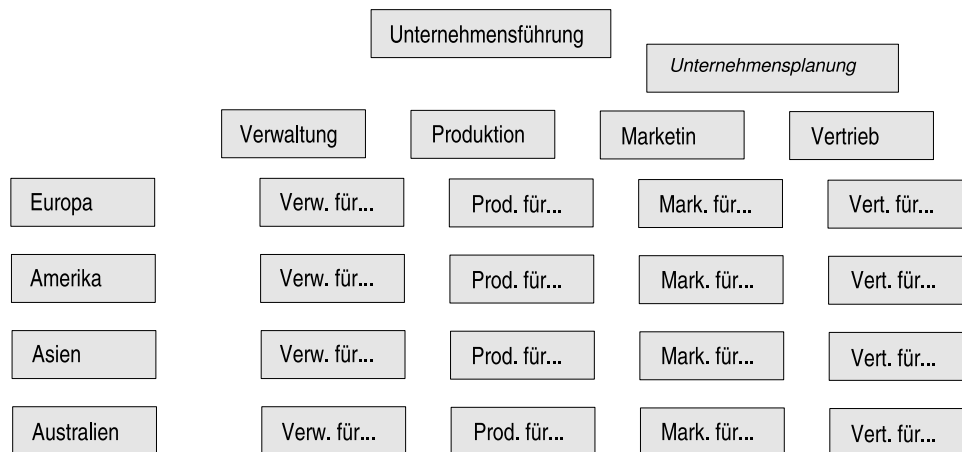 Unternehmensführung
Unternehmensplanung
Verwaltung Produktion Marketin Vertrieb
Europa Verw. für... Prod. für... Mark. für... Vert. für...
Amerika Verw. für... Prod. für... Mark. für... Vert. für...
Asien Verw. für... Prod. für... Mark. für... Vert. für...
Australien Verw. für... Prod. für... Mark. für... Vert. für...